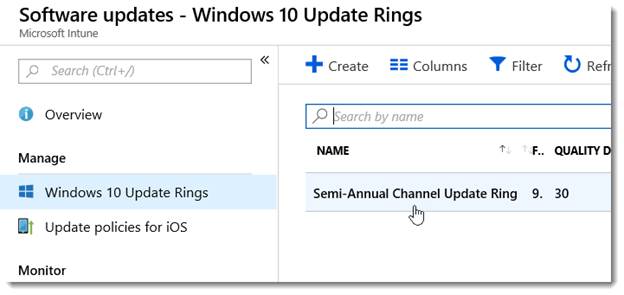 Software updates - Windows 10 Update Rings
Microsoft Intune
Search (Ctrl+/)
Overview
Manage
Windows 10 Update Rings
Update policies for iOS
Monitor
Create Columns Filter Refr
Search by name
NAME F.. QUALITY D
Semi-Annual Channel Update Ring 9. 30